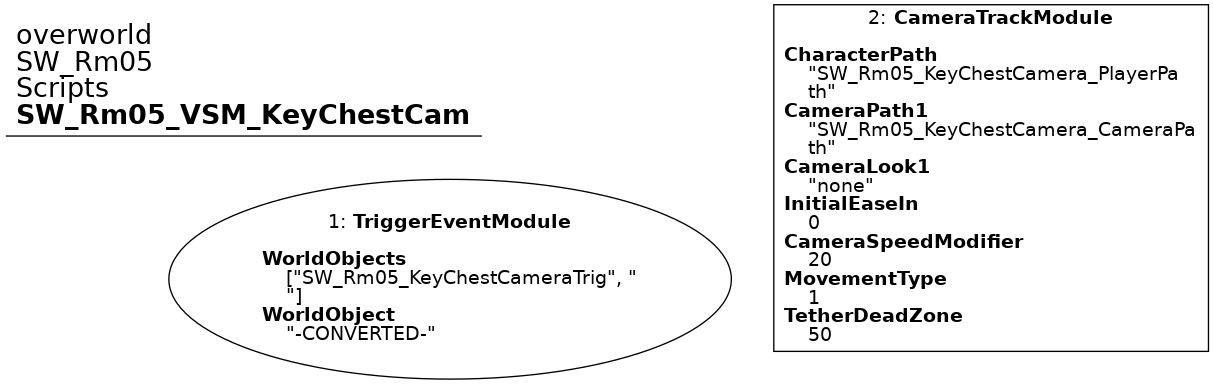 overworld
SW_Rm05
Scripts
SW_Rm05_VSM_KeyChestCam
1: TriggerEventModule
WorldObjects
["SW_Rm05_KeyChestCameraTrig", "
"]
WorldObject
"-CONVERTED-"
2: CameraTrackModule
CharacterPath
"SW_Rm05_KeyChestCamera_PlayerPa
th"
CameraPath1
"SW_Rm05_KeyChestCamera_CameraPa
th"
CameraLook1
"none"
InitialEaseIn
0
CameraSpeedModifier
20
MovementType
1
TetherDeadZone
50